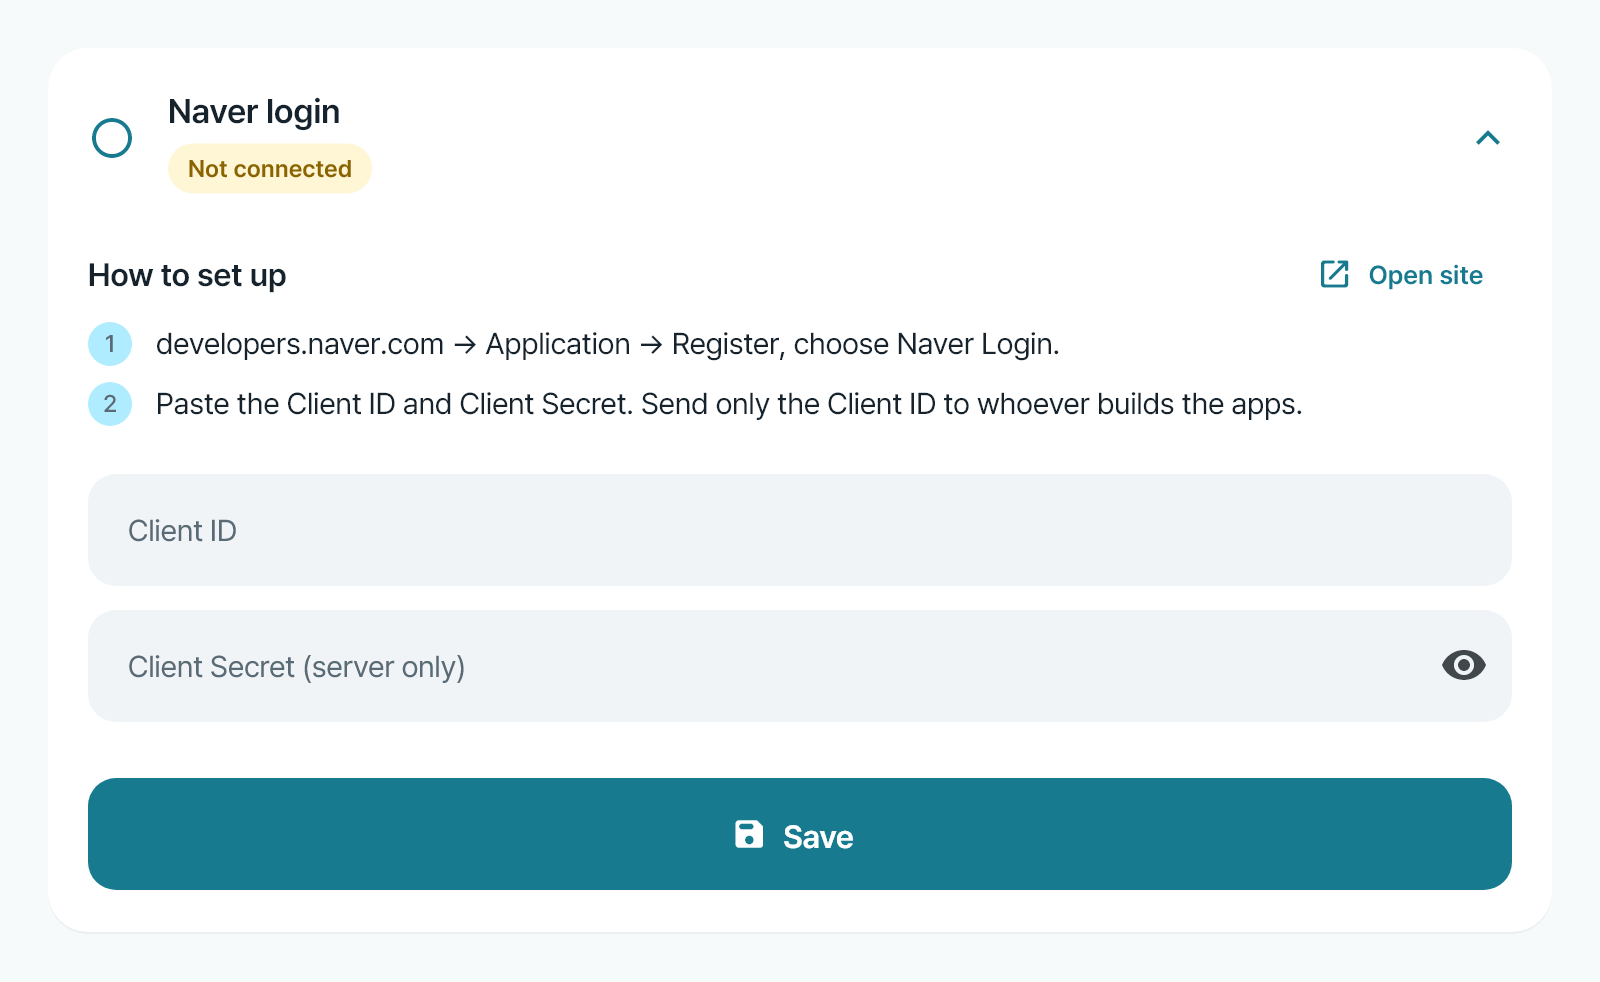 Naver login
Not connected
How to set up
Open site
1 developers.naver.com → Application → Register, choose Naver Login.
2 Paste the Client ID and Client Secret. Send only the Client ID to whoever builds the apps.
Client ID
Client Secret (server only)
Save